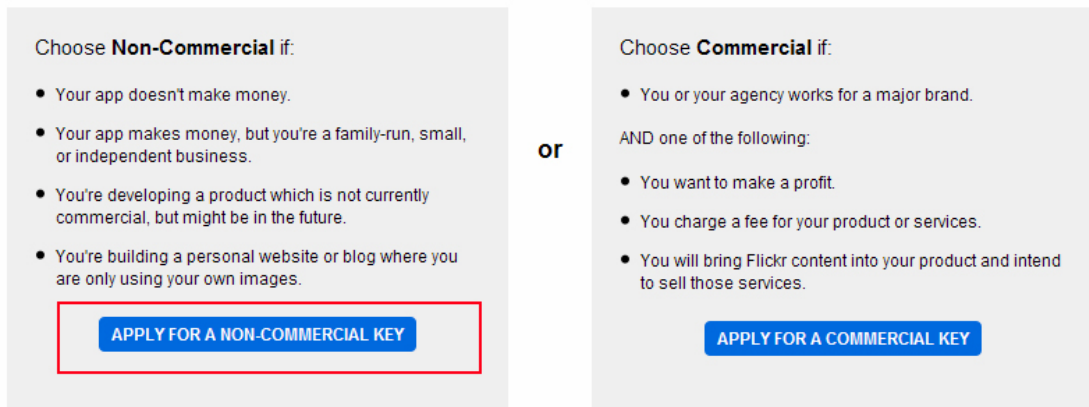 Choose Non-Commercial if:
• Your app doesn't make money.
• Your app makes money, but you're a family-run, small,
or independent business.
• You're developing a product which is not currently
commercial, but might be in the future.
• You're building a personal website or blog where you
are only using your own images.
APPLY FOR A NON-COMMERCIAL KEY
or
Choose Commercial if:
• You or your agency works for a major brand.
AND one of the following:
• You want to make a profit.
• You charge a fee for your product or services.
• You will bring Flickr content into your product and intend
to sell those services.
APPLY FOR A COMMERCIAL KEY